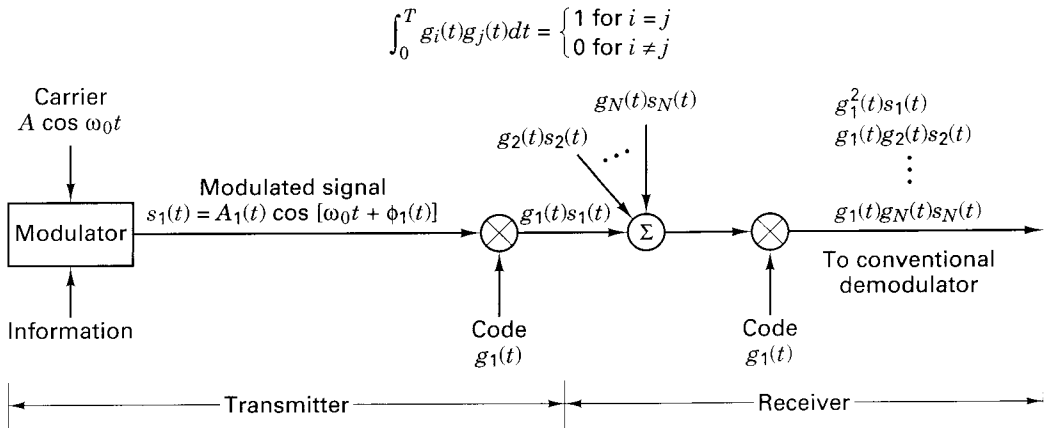 ∫₀ᵀ gᵢ(t)gⱼ(t)dt = { 1 for i = j
0 for i ≠ j
Carrier
A cos ω₀t
g_N(t)s_N(t)
g₂(t)s₂(t)
g₁²(t)s₁(t)
g₁(t)g₂(t)s₂(t)
⋮
g₁(t)g_N(t)s_N(t)
Modulated signal
s₁(t) = A₁(t) cos [ω₀t + ϕ₁(t)]
g₁(t)s₁(t)
Modulator
Σ
To conventional
demodulator
Information
Code
g₁(t)
Code
g₁(t)
Transmitter
Receiver